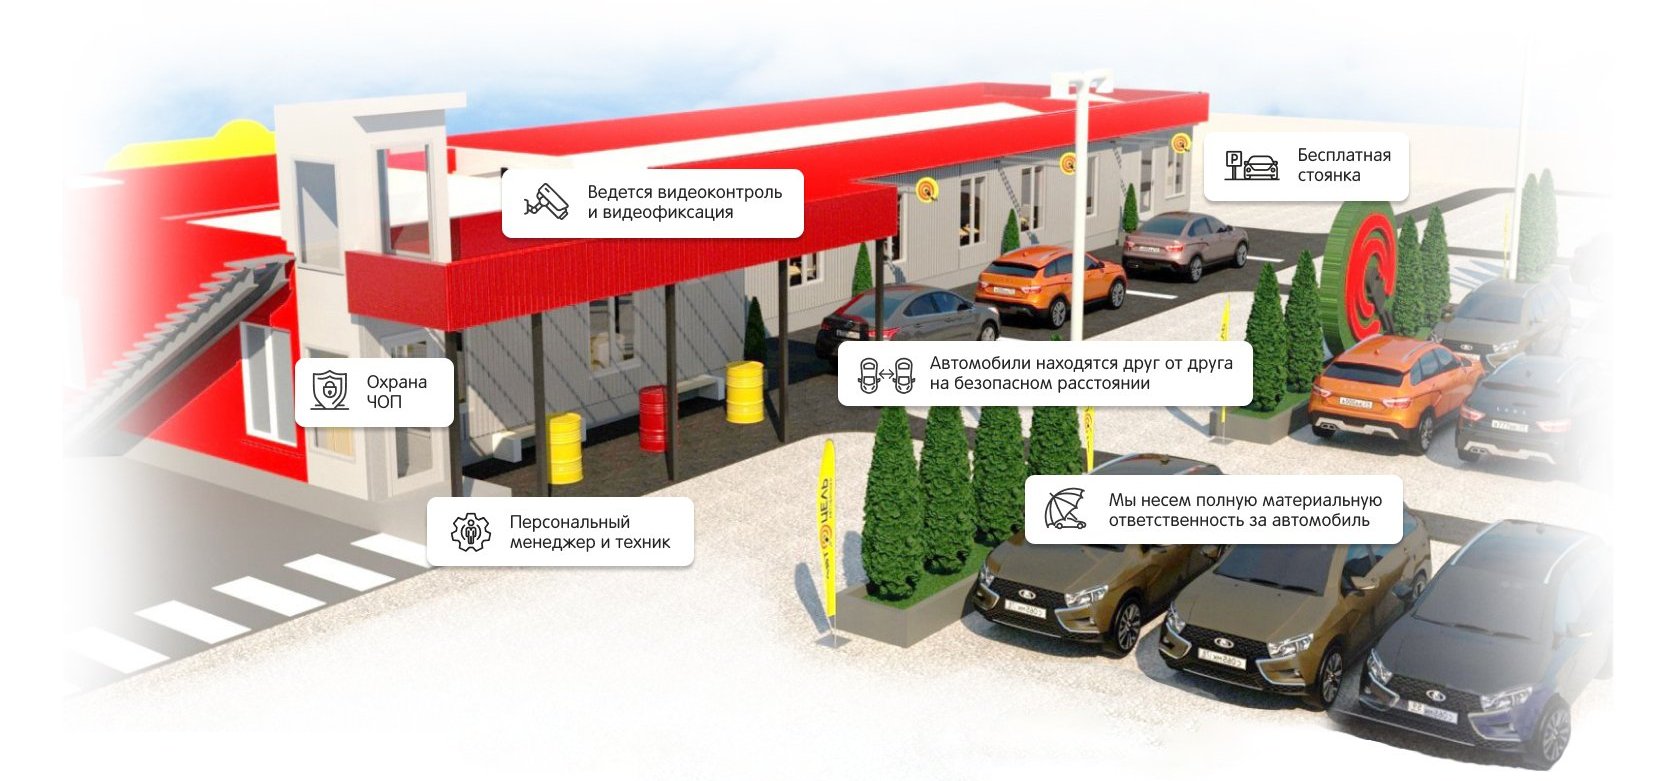 Бесплатная
стоянка
Ведется видеоконтроль
и видеофиксация
Автомобили находятся друг от друга
на безопасном расстоянии
Охрана
ЧОП
Мы несем полную материальную
ответственность за автомобиль
Персональный
менеджер и техник
P